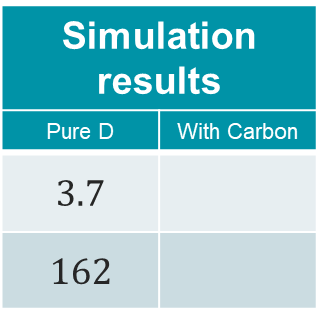 Simulation
results
Pure D With Carbon
3.7
162